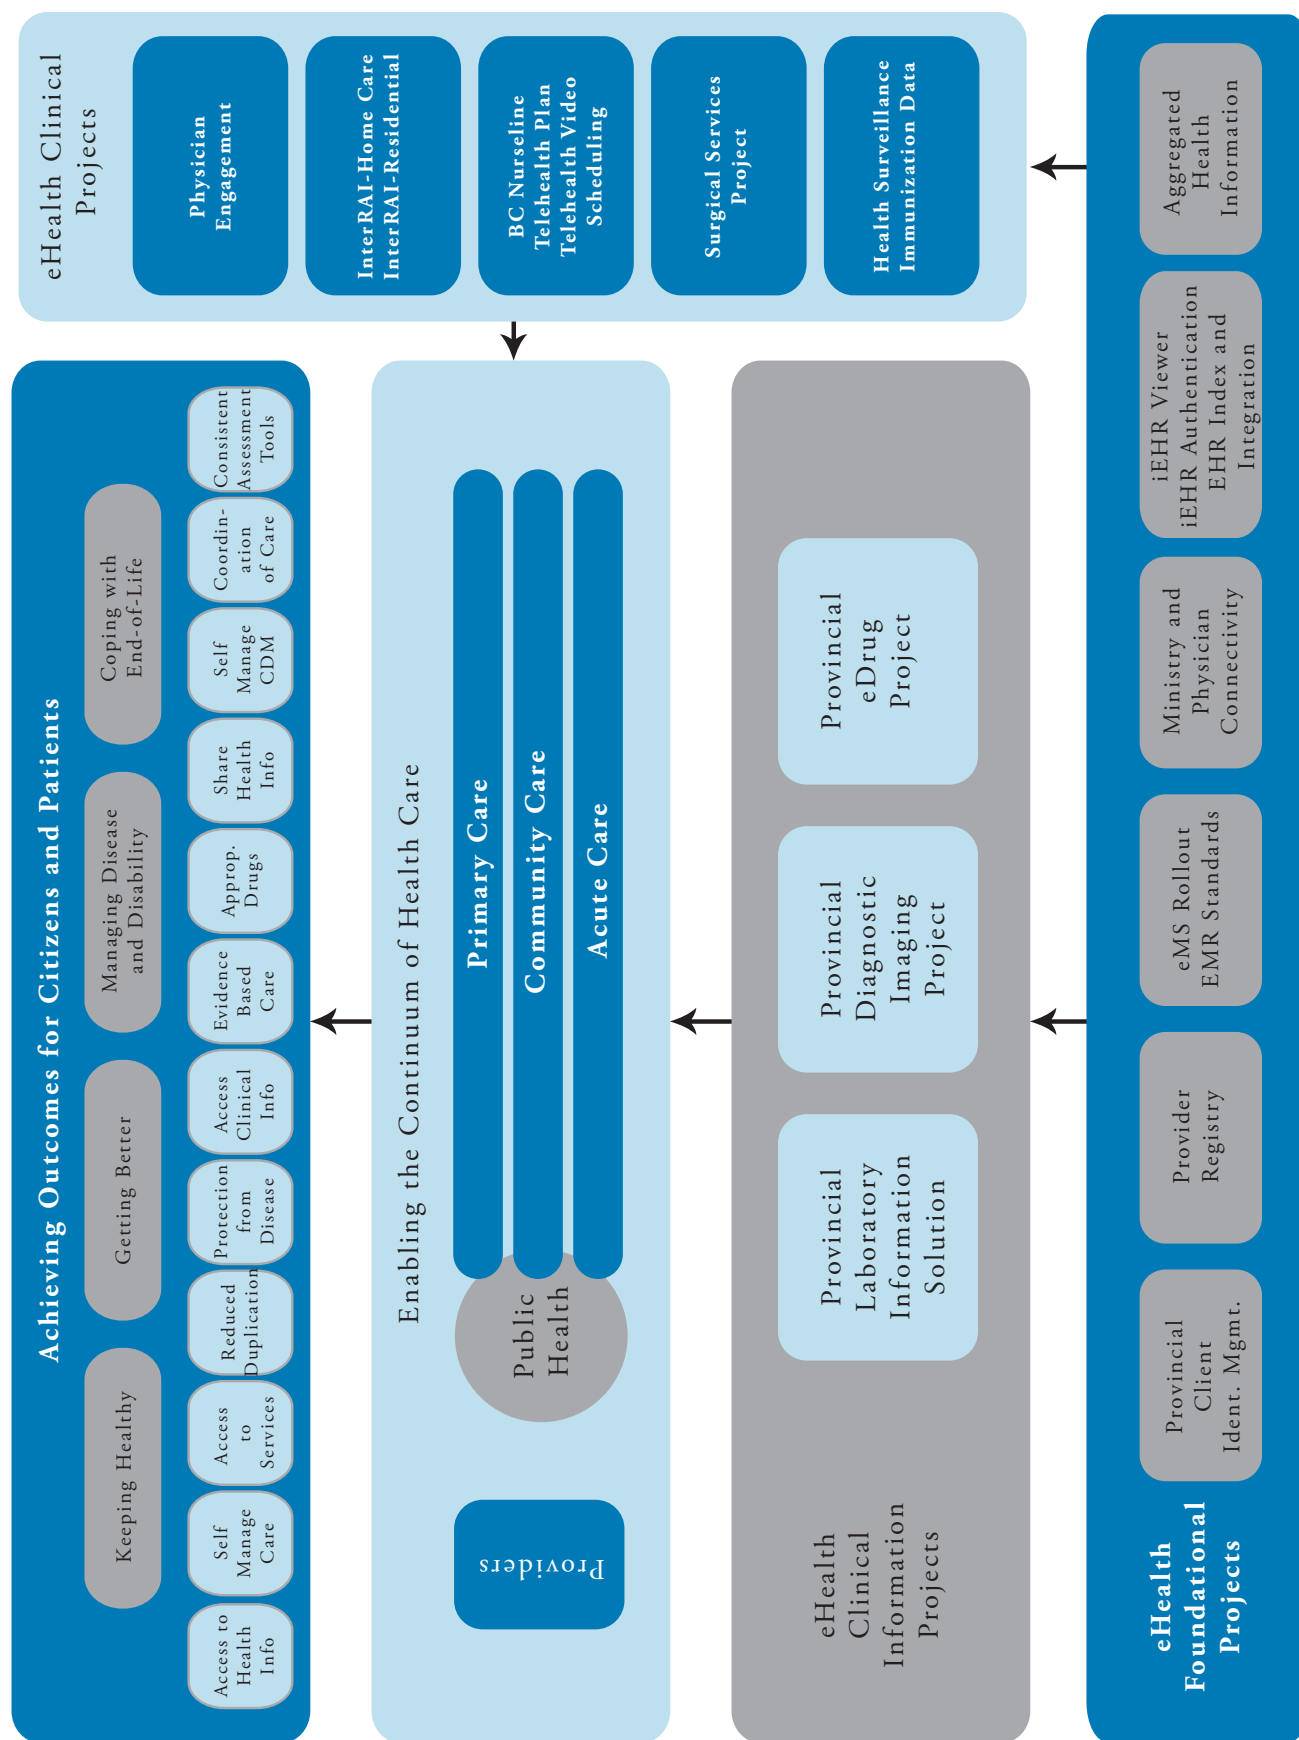 Achieving Outcomes for Citizens and Patients
Keeping Healthy
Getting Better
Managing Disease
and Disability
Coping with
End-of-Life
Access to
Health
Info
Self
Manage
Care
Access
to
Services
Reduced
Duplication
Protection
from
Disease
Access
Clinical
Info
Evidence
Based
Care
Approp.
Drugs
Share
Health
Info
Self
Manage
CDM
Coordin-
ation
of Care
Consistent
Assessment
Tools
Enabling the Continuum of Health Care
Providers
Public
Health
Primary Care
Community Care
Acute Care
eHealth
Clinical
Information
Projects
Provincial
Laboratory
Information
Solution
Provincial
Diagnostic
Imaging
Project
Provincial
eDrug
Project
eHealth Clinical
Projects
Physician
Engagement
InterRAI-Home Care
InterRAI-Residential
BC Nurseline
Telehealth Plan
Telehealth Video
Scheduling
Surgical Services
Project
Health Surveillance
Immunization Data
eHealth
Foundational
Projects
Provincial
Client
Ident. Mgmt.
Provider
Registry
eMS Rollout
EMR Standards
Ministry and
Physician
Connectivity
iEHR Viewer
iEHR Authentication
EHR Index and
Integration
Aggregated
Health
Information